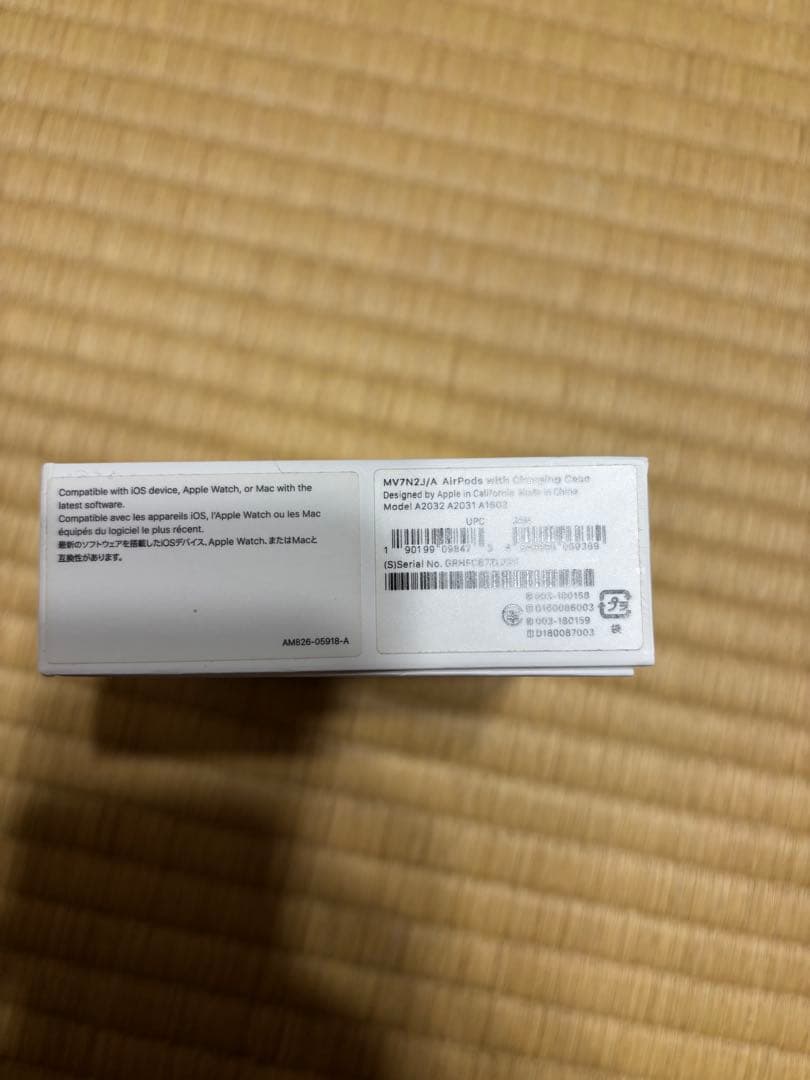 Compatible with iOS device, Apple Watch, or Mac with the
latest software.
Compatible avec les appareils iOS, l'Apple Watch ou les Mac
équipés du logiciel le plus récent.
最新のソフトウェアを搭載したiOSデバイス、Apple Watch、またはMacと
互換性があります。
AM826-05918-A
MV7N2J/A AirPods with Charging Case
Designed by Apple in California Made in China
Model A2032 A2031 A1602
UPC
1 90199 09847
(S)Serial No.
003-180158
D180086003
003-180159
D180087003
プラ
袋